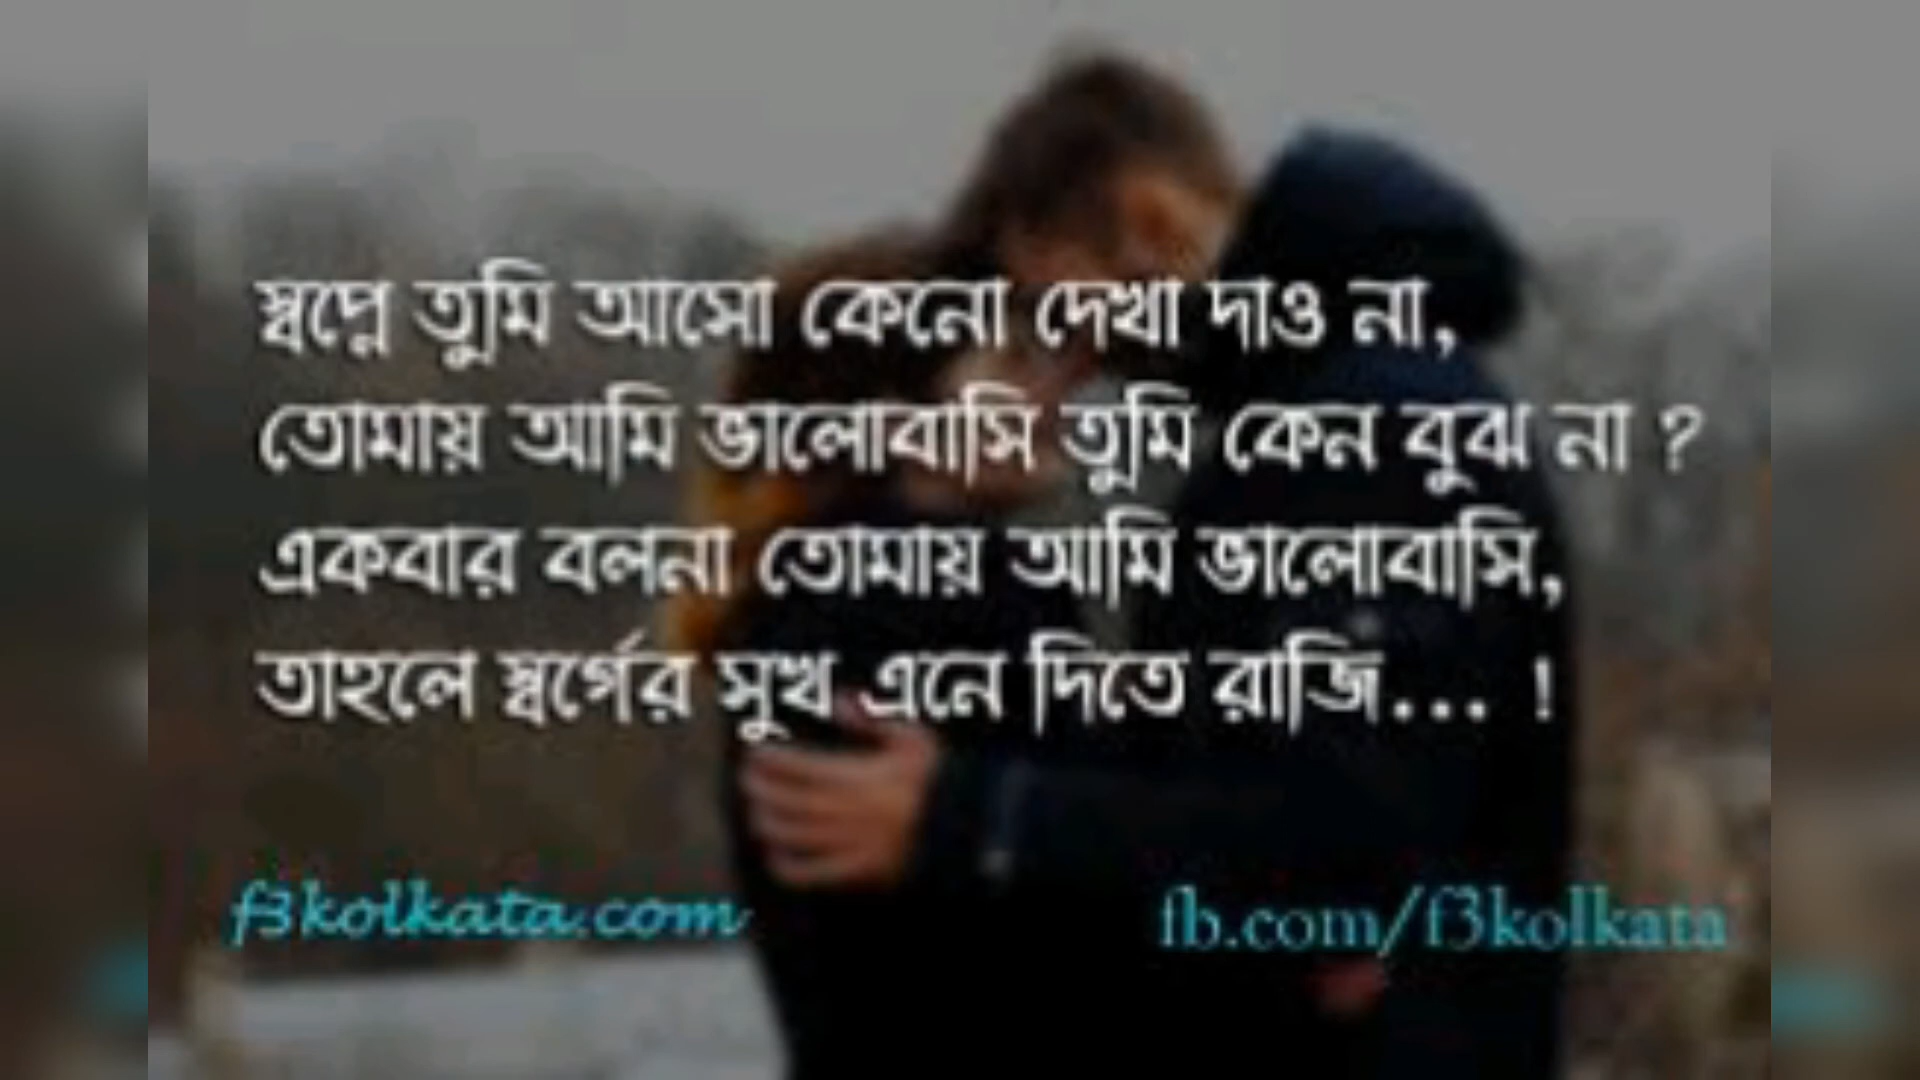 স্বপ্নে তুমি আসো কেনো দেখা দাও না,
তোমায় আমি ভালোবাসি তুমি কেন বুঝ না ?
একবার বলনা তোমায় আমি ভালোবাসি,
তাহলে স্বর্গের সুখ এনে দিতে রাজি... !
f3kolkata.com
fb.com/f3kolkata